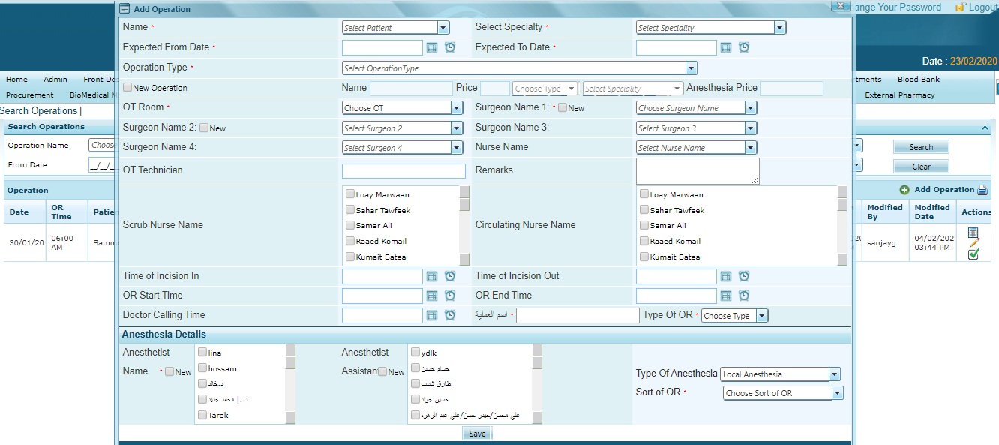 Add Operation
ange Your Password Logout
Date : 23/02/2020
Home Admin Front De tments Blood Bank
Procurement BioMedical M External Pharmacy
Search Operations |
Search Operations
Operation Name Choose
From Date _/_/_
Search
Clear
Operation
Add Operation
Date OR Time Patien Modified By Modified Date Actions
30/01/20 06:00 AM Samm sanjayg 04/02/202 03:44 PM
Name * Select Patient Select Specialty * Select Speciality
Expected From Date * Expected To Date *
Operation Type * Select OperationType
New Operation Name Price Choose Type Select Speciality Anesthesia Price
OT Room * Choose OT Surgeon Name 1: * New Choose Surgeon Name
Surgeon Name 2: New Select Surgeon 2 Surgeon Name 3: Select Surgeon 3
Surgeon Name 4: Select Surgeon 4 Nurse Name Select Nurse Name
OT Technician Remarks
Scrub Nurse Name
Loay Marwaan
Sahar Tawfeek
Samar Ali
Raaed Komail
Kumait Satea
Circulating Nurse Name
Loay Marwaan
Sahar Tawfeek
Samar Ali
Raaed Komail
Kumait Satea
Time of Incision In Time of Incision Out
OR Start Time OR End Time
Doctor Calling Time اسم العملية * Type Of OR * Choose Type
Anesthesia Details
Anesthetist
Name * New
lina
hossam
د.خالد
د .إ محمد جديد
Tarek
Anesthetist
Assistan New
ydlk
حسام حسين
طارق شبيب
حسين جواد
علي محسن/حيدر حسن/علي عبد الزهرة
Type Of Anesthesia Local Anesthesia
Sort of OR * Choose Sort of OR
Save